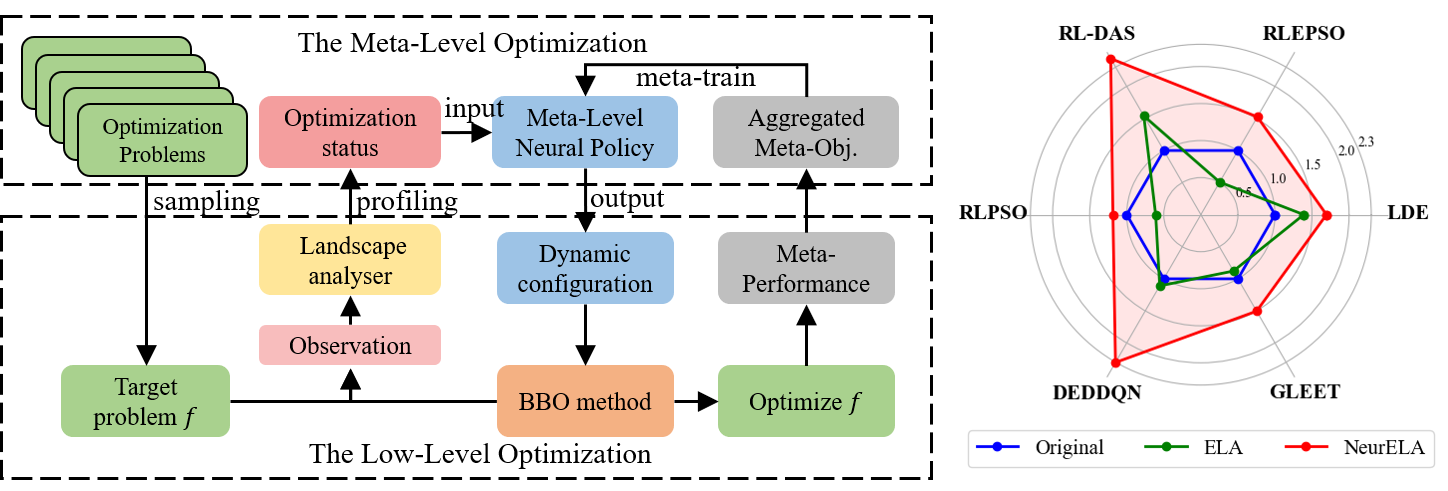 The Meta-Level Optimization
meta-train
Optimization
Problems
Optimization
status
input
Meta-Level
Neural Policy
Aggregated
Meta-Obj.
sampling
profiling
output
Landscape
analyser
Dynamic
configuration
Meta-
Performance
Observation
Target
problem f
BBO method
Optimize f
The Low-Level Optimization
RL-DAS
RLEPSO
RLPSO
LDE
DEDDQN
GLEET
0.5
1.0
1.5
2.0
2.3
Original
ELA
NeurELA